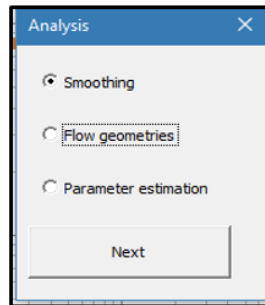 Analysis
Smoothing
Flow geometries
Parameter estimation
Next